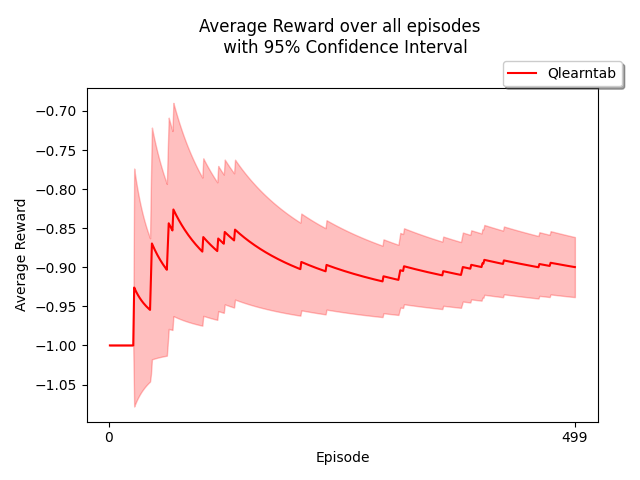 Average Reward over all episodes
with 95% Confidence Interval
Qlearntab
−0.70
−0.75
−0.80
−0.85
−0.90
−0.95
−1.00
−1.05
Average Reward
0
499
Episode